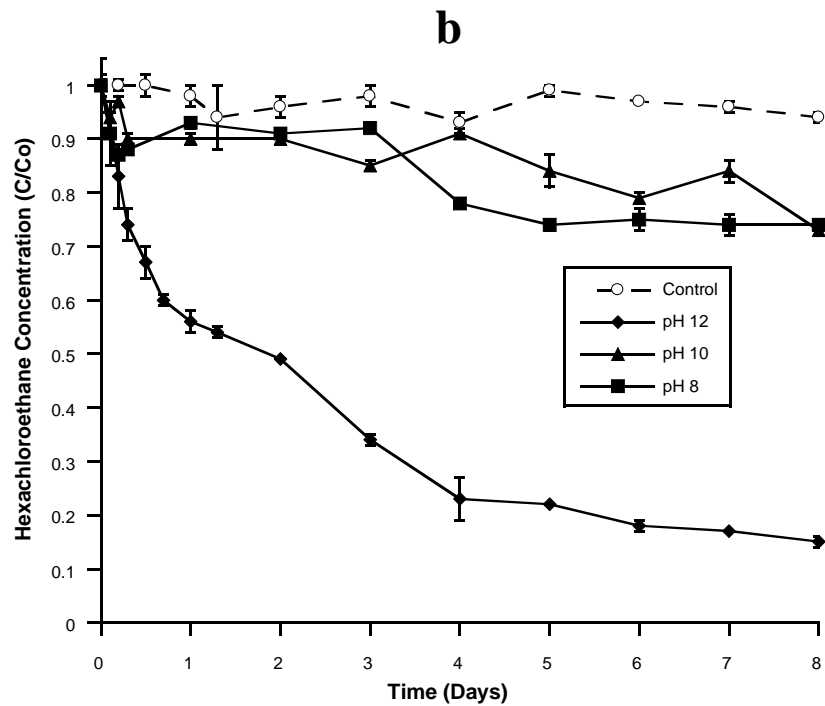 b
Hexachloroethane Concentration (C/Co)
1
0.9
0.8
0.7
0.6
0.5
0.4
0.3
0.2
0.1
0
Control
pH 12
pH 10
pH 8
0 1 2 3 4 5 6 7 8
Time (Days)